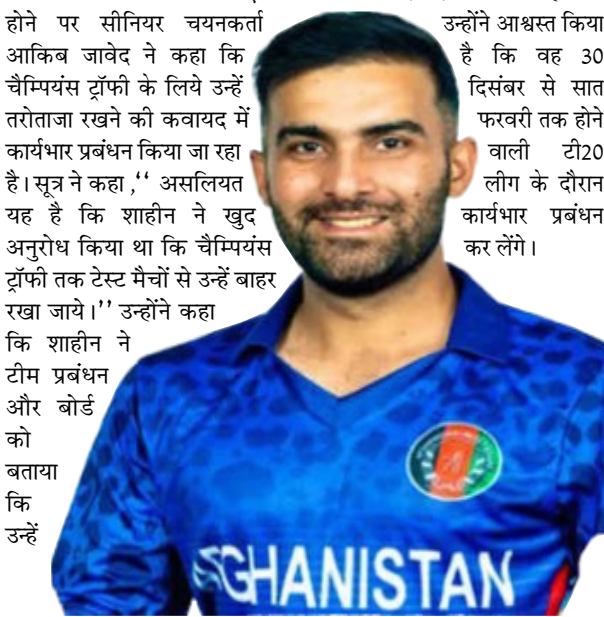 होने पर सीनियर चयनकर्ता
आकिब जावेद ने कहा कि
चैम्पियंस ट्रॉफी के लिये उन्हें
तरोताजा रखने की कवायद में
कार्यभार प्रबंधन किया जा रहा
है। सूत्र ने कहा ,‘‘ असलियत
यह है कि शाहीन ने खुद
अनुरोध किया था कि चैम्पियंस
ट्रॉफी तक टेस्ट मैचों से उन्हें बाहर
रखा जाये।’’ उन्होंने कहा
कि शाहीन ने
टीम प्रबंधन
और बोर्ड
को
बताया
कि
उन्हें
उन्होंने आश्वस्त किया
है कि वह 30
दिसंबर से सात
फरवरी तक होने
वाली टी20
लीग के दौरान
कार्यभार प्रबंधन
कर लेंगे।
AFGHANISTAN